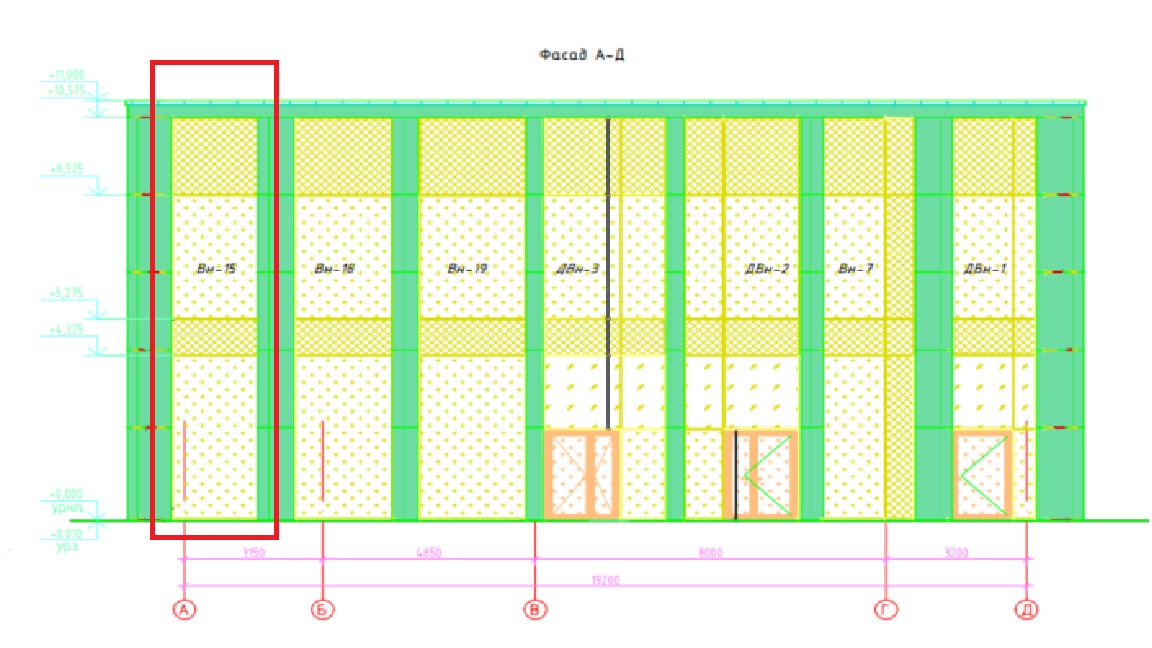 Фасад А-Д
+11,000
+10,575
+8,525
Вн-15
Вн-18
Вн-19
ДВн-3
ДВн-2
Вн-7
ДВн-1
+5,275
+4,325
+0,000
ур.ч.п.
-0,010
ур.з.
3150
4850
8000
3200
19200
А
Б
В
Г
Д